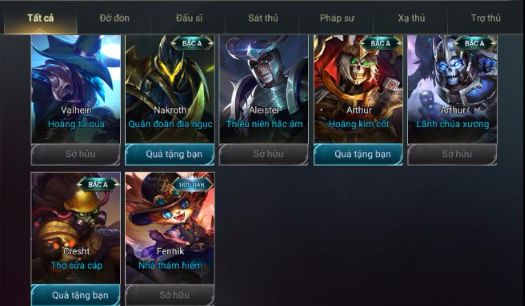 Tất cả
Đỡ đòn
Đấu sĩ
Sát thủ
Pháp sư
Xạ thủ
Trợ thủ
BẬC A
BẬC A
BẬC A
Valhein
Nakroth
Aleister
Arthur
Arthur
Hoàng tử quạ
Quân đoàn địa ngục
Thiếu niên hắc ám
Hoàng kim cốt
Lãnh chúa xương
Sở hữu
Quà tặng bạn
Sở hữu
Quà tặng bạn
Sở hữu
BẬC A
HỮU HẠN
Cresht
Fennik
Thợ sửa cáp
Nhà thám hiểm
Quà tặng bạn
Sở hữu